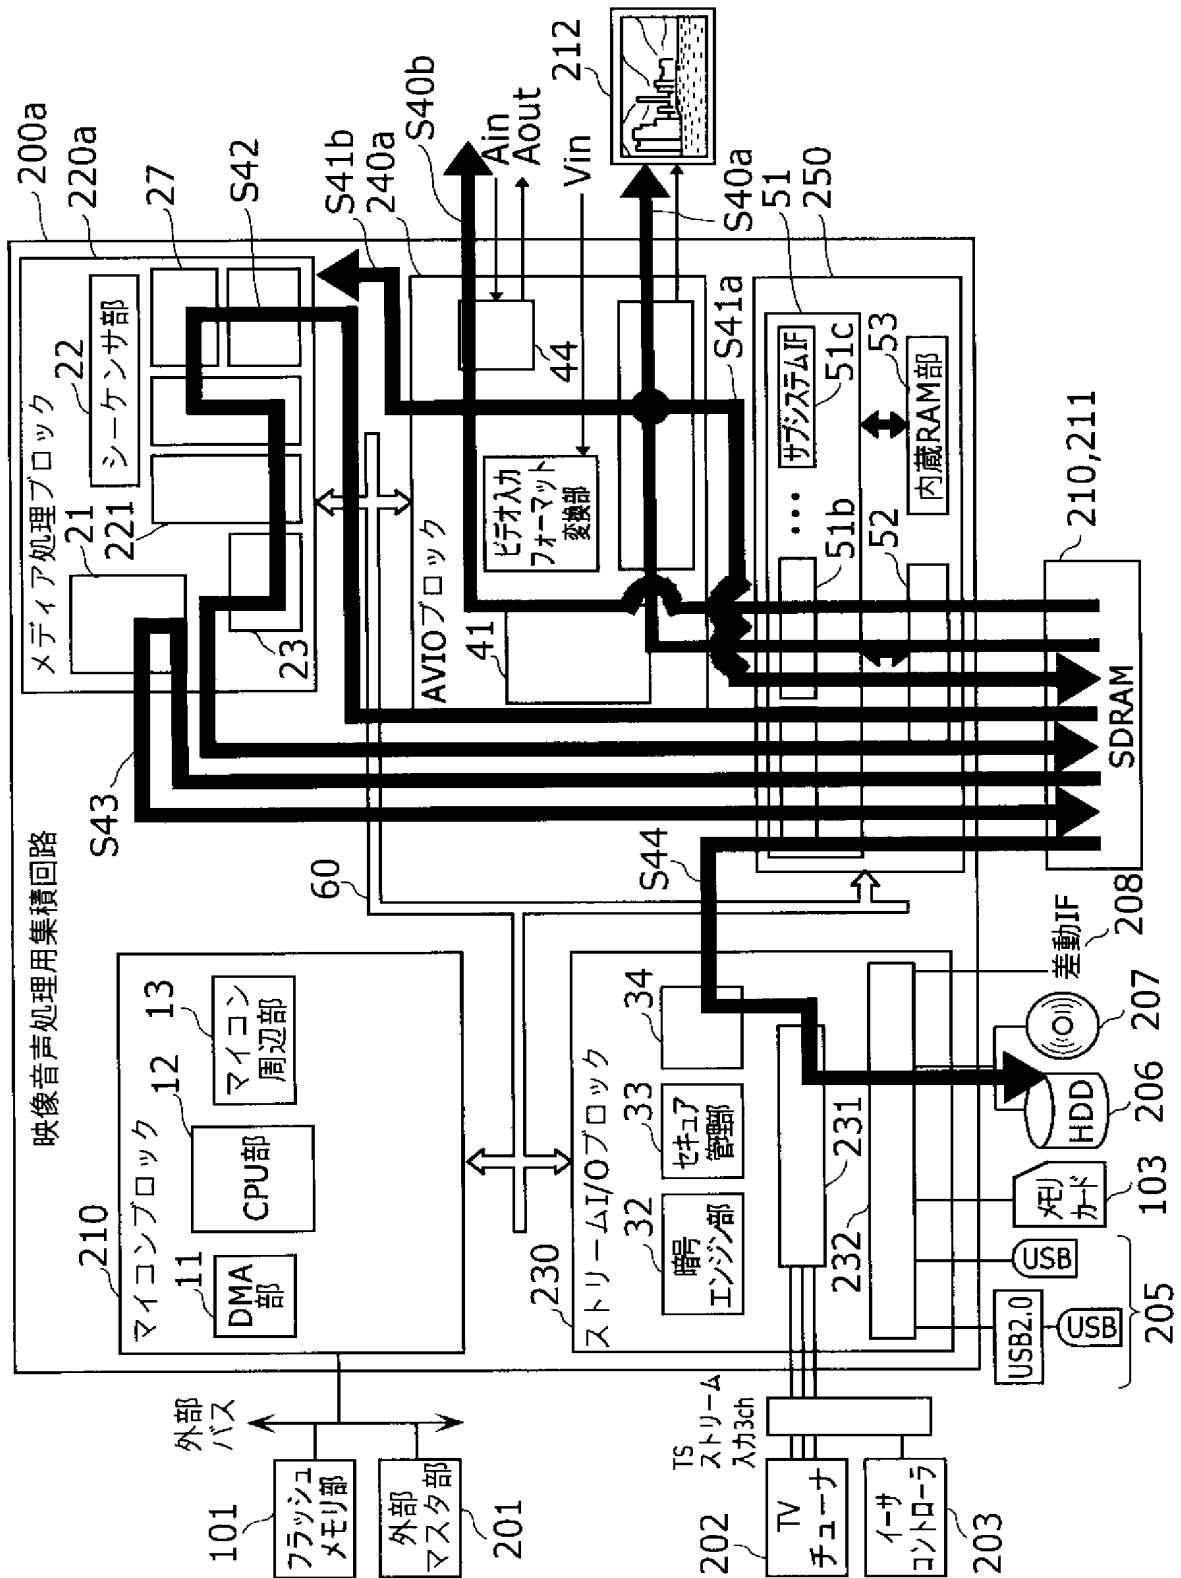 映像音声処理用集積回路
200a
メディア処理ブロック
220a
21
221
22
シーケンサ部
27
S42
23
S43
S41b
240a
S40b
Ain
Aout
Vin
212
S40a
AVIOブロック
41
44
ビデオ入力
フォーマット
変換部
S41a
51
250
サブシステムIF
51c
51b
52
53
内蔵RAM部
210,211
SDRAM
60
S44
マイコンブロック
210
11
DMA
部
12
CPU部
13
マイコン
周辺部
ストリームI/Oブロック
230
32
暗号
エンジン部
33
セキュア
管理部
34
231
232
差動IF
208
207
HDD
206
メモリ
カード
103
USB
USB2.0
USB
205
外部
バス
101
フラッシュ
メモリ部
外部
マスタ部
201
TS
ストリーム
入力3ch
202
TV
チューナ
イーサ
コントローラ
203